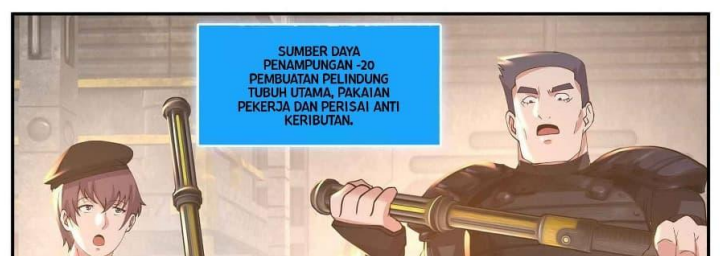 SUMBER DAYA
PENAMPUNGAN -20
PEMBUATAN PELINDUNG
TUBUH UTAMA, PAKAIAN
PEKERJA DAN PERISAI ANTI
KERIBUTAN.